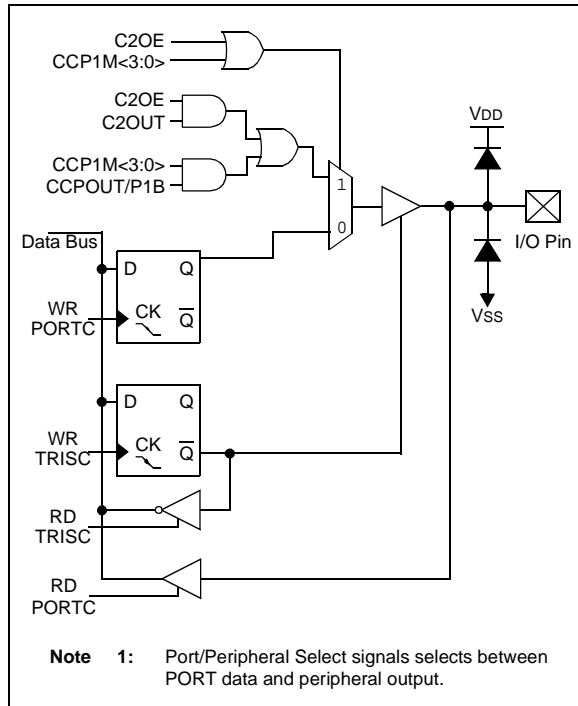 C2OE
CCP1M<3:0>
C2OE
C2OUT
CCP1M<3:0>
CCPOUT/P1B
VDD
1
0
I/O Pin
VSS
Data Bus
D Q
WR
PORTC
CK Q
D Q
WR
TRISC
CK Q
RD
TRISC
RD
PORTC
Note 1: Port/Peripheral Select signals selects between
PORT data and peripheral output.